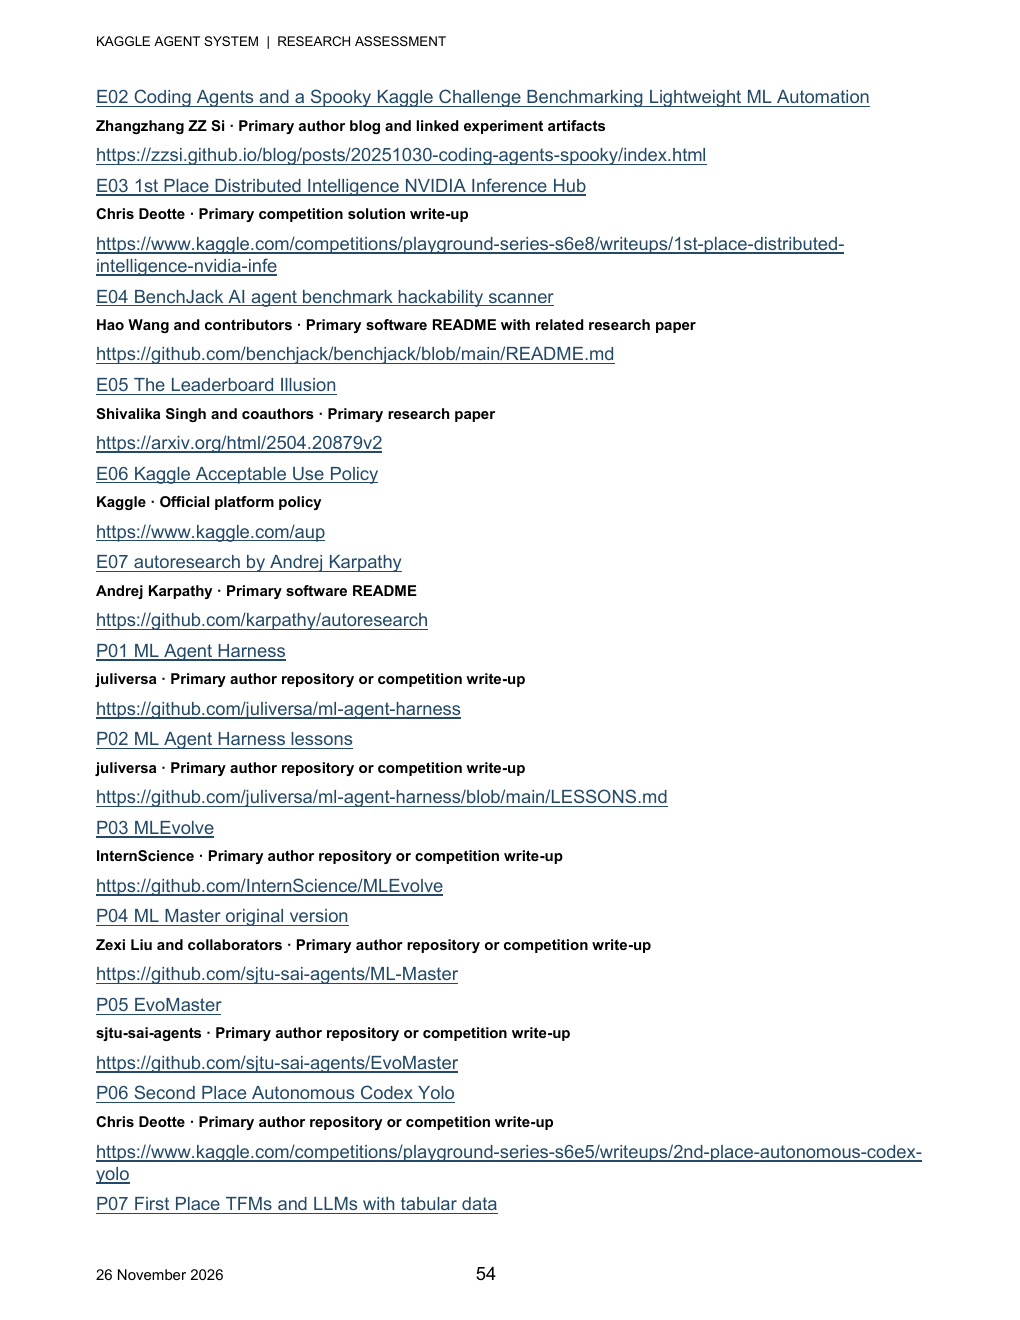 KAGGLE AGENT SYSTEM | RESEARCH ASSESSMENT
E02 Coding Agents and a Spooky Kaggle Challenge Benchmarking Lightweight ML Automation
Zhangzhang ZZ Si · Primary author blog and linked experiment artifacts
https://zzsi.github.io/blog/posts/20251030-coding-agents-spooky/index.html
E03 1st Place Distributed Intelligence NVIDIA Inference Hub
Chris Deotte · Primary competition solution write-up
https://www.kaggle.com/competitions/playground-series-s6e8/writeups/1st-place-distributed-
intelligence-nvidia-infe
E04 BenchJack AI agent benchmark hackability scanner
Hao Wang and contributors · Primary software README with related research paper
https://github.com/benchjack/benchjack/blob/main/README.md
E05 The Leaderboard Illusion
Shivalika Singh and coauthors · Primary research paper
https://arxiv.org/html/2504.20879v2
E06 Kaggle Acceptable Use Policy
Kaggle · Official platform policy
https://www.kaggle.com/aup
E07 autoresearch by Andrej Karpathy
Andrej Karpathy · Primary software README
https://github.com/karpathy/autoresearch
P01 ML Agent Harness
juliversa · Primary author repository or competition write-up
https://github.com/juliversa/ml-agent-harness
P02 ML Agent Harness lessons
juliversa · Primary author repository or competition write-up
https://github.com/juliversa/ml-agent-harness/blob/main/LESSONS.md
P03 MLEvolve
InternScience · Primary author repository or competition write-up
https://github.com/InternScience/MLEvolve
P04 ML Master original version
Zexi Liu and collaborators · Primary author repository or competition write-up
https://github.com/sjtu-sai-agents/ML-Master
P05 EvoMaster
sjtu-sai-agents · Primary author repository or competition write-up
https://github.com/sjtu-sai-agents/EvoMaster
P06 Second Place Autonomous Codex Yolo
Chris Deotte · Primary author repository or competition write-up
https://www.kaggle.com/competitions/playground-series-s6e5/writeups/2nd-place-autonomous-codex-
yolo
P07 First Place TFMs and LLMs with tabular data
26 November 2026
54